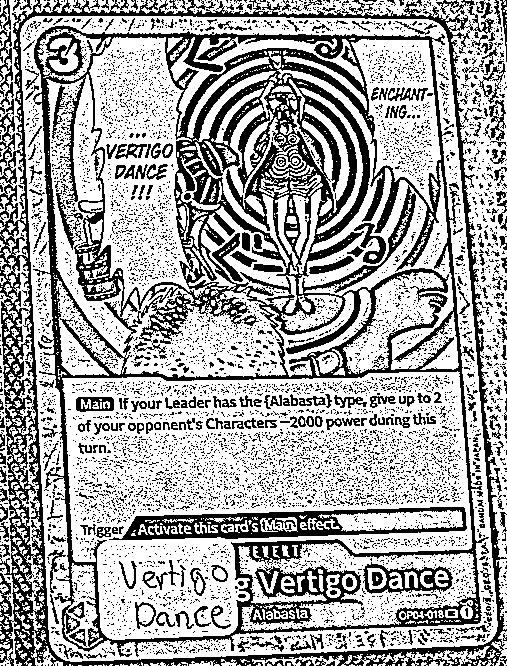 3
ENCHANT-
ING...
...
VERTIGO
DANCE
!!!
Main If your Leader has the {Alabasta} type, give up to 2
of your opponent's Characters −2000 power during this
turn.
Trigger Activate this card's Main effect.
EVENT
g Vertigo Dance
Alabasta
OP04-018 C 1
Vertigo
Dance